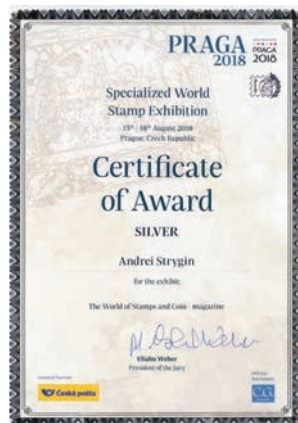 PRAGA
2018
PRAGA
2018
Specialized World
Stamp Exhibition
15th - 18th August 2018
Prague, Czech Republic
Certificate
of Award
SILVER
Andrei Strygin
for the exhibit
The World of Stamps and Coin - magazine
Eliahu Weber
President of the Jury
Česká pošta